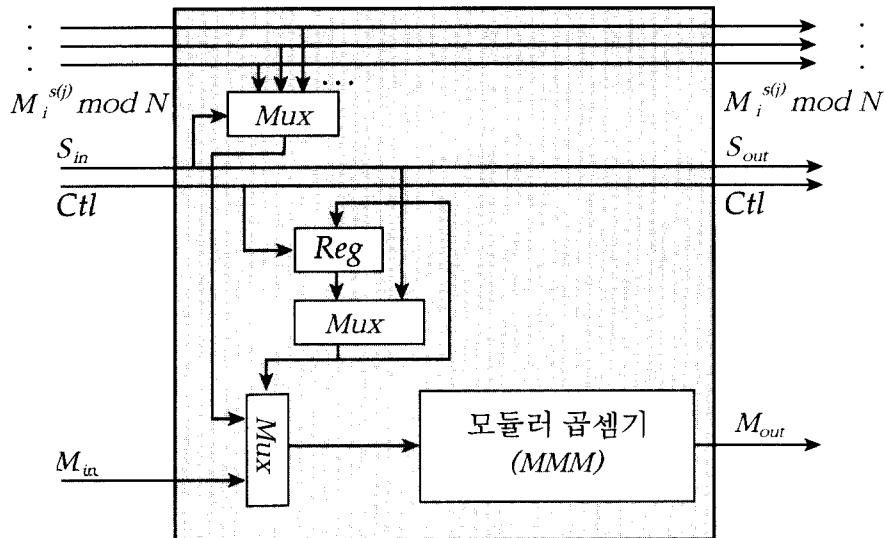 ...
M_i^{s(j)} mod N
M_i^{s(j)} mod N
Mux
S_in
S_out
Ctl
Ctl
Reg
Mux
Mux
모듈러 곱셈기
(MMM)
M_in
M_out